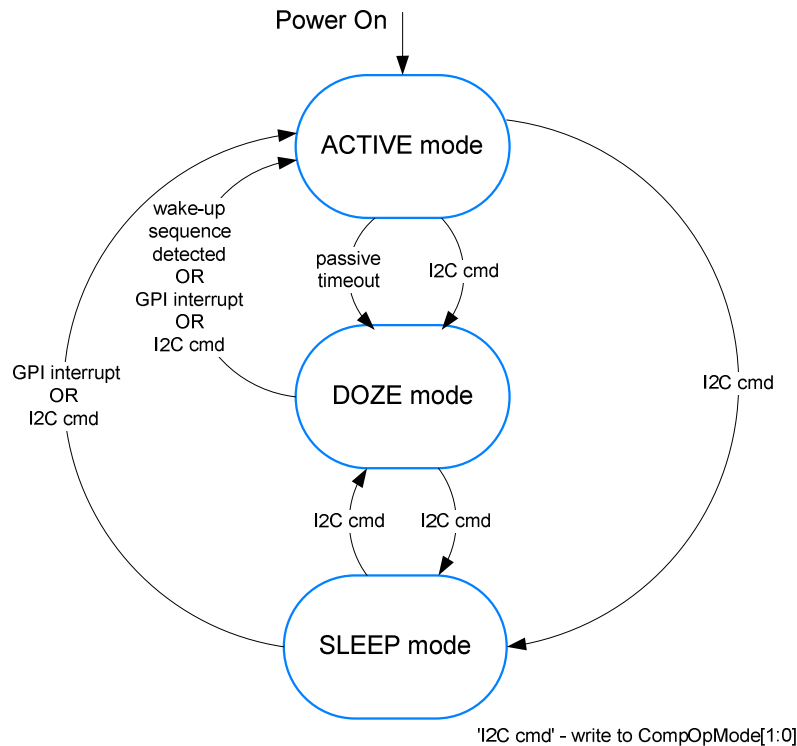 Power On
ACTIVE mode
wake-up
sequence
detected
OR
GPI interrupt
OR
I2C cmd
passive
timeout
I2C cmd
GPI interrupt
OR
I2C cmd
DOZE mode
I2C cmd
I2C cmd
I2C cmd
SLEEP mode
'I2C cmd' - write to CompOpMode[1:0]